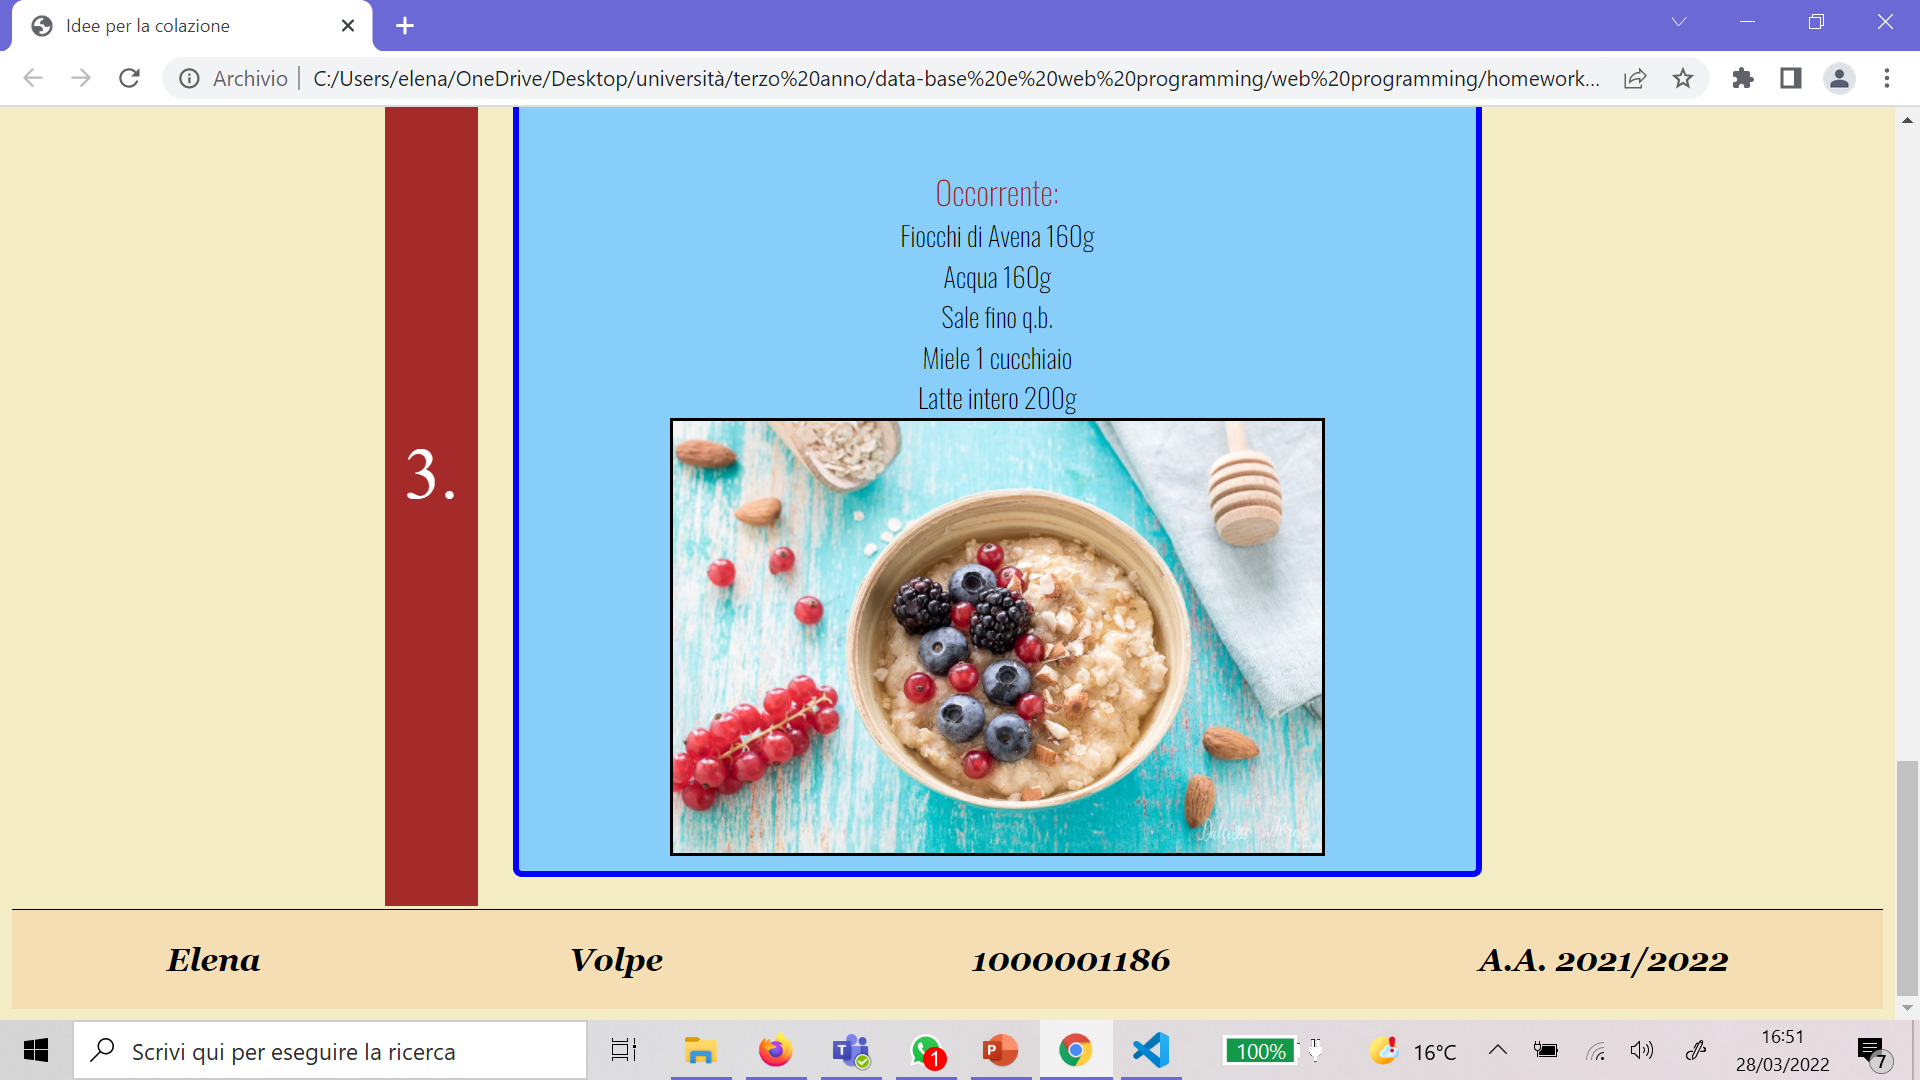 Idee per la colazione
Archivio
C:/Users/elena/OneDrive/Desktop/università/terzo%20anno/data-base%20e%20web%20programming/web%20programming/homework...
Occorrente:
Fiocchi di Avena 160g
Acqua 160g
Sale fino q.b.
Miele 1 cucchiaio
Latte intero 200g
3.
Elena Volpe 1000001186 A.A. 2021/2022
Scrivi qui per eseguire la ricerca
1
100%
16°C
16:51
28/03/2022
7